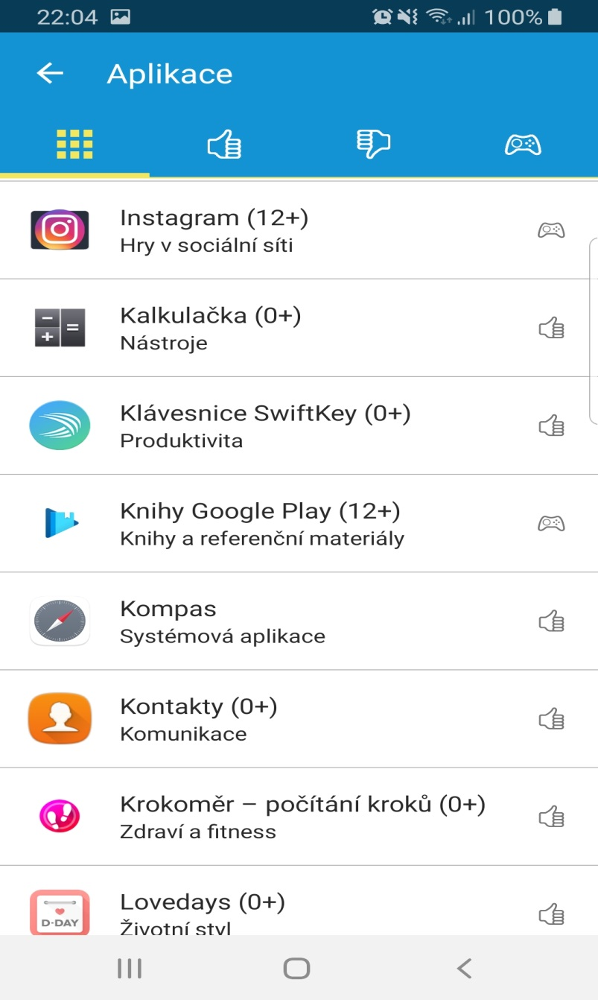 22:04 100%
Aplikace
Instagram (12+)
Hry v sociální síti
Kalkulačka (0+)
Nástroje
Klávesnice SwiftKey (0+)
Produktivita
Knihy Google Play (12+)
Knihy a referenční materiály
Kompas
Systémová aplikace
Kontakty (0+)
Komunikace
Krokoměr – počítání kroků (0+)
Zdraví a fitness
Lovedays (0+)
D·DAY
Životní styl